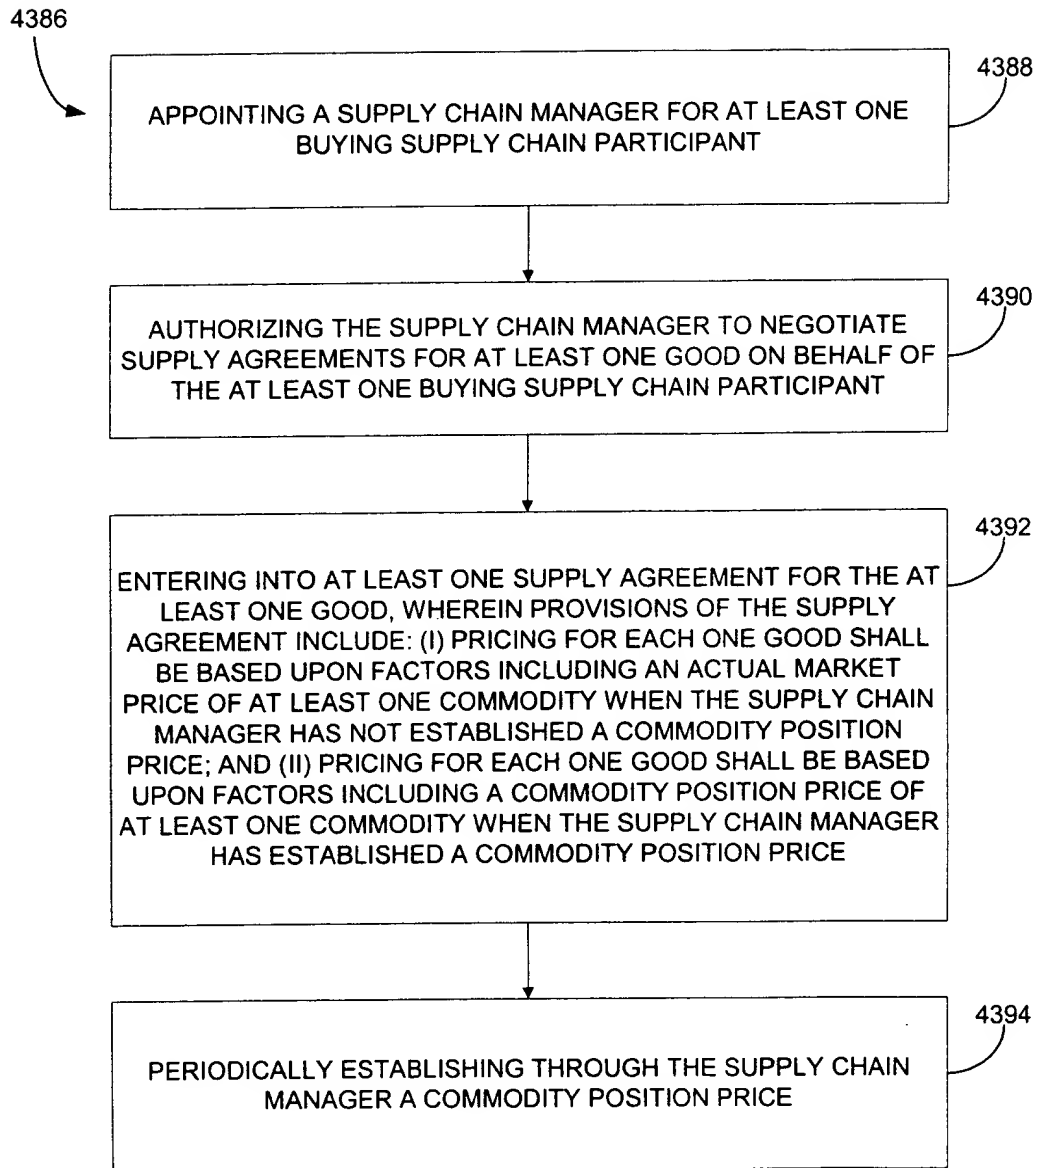 4386
4388
APPOINTING A SUPPLY CHAIN MANAGER FOR AT LEAST ONE
BUYING SUPPLY CHAIN PARTICIPANT
4390
AUTHORIZING THE SUPPLY CHAIN MANAGER TO NEGOTIATE
SUPPLY AGREEMENTS FOR AT LEAST ONE GOOD ON BEHALF OF
THE AT LEAST ONE BUYING SUPPLY CHAIN PARTICIPANT
4392
ENTERING INTO AT LEAST ONE SUPPLY AGREEMENT FOR THE AT
LEAST ONE GOOD, WHEREIN PROVISIONS OF THE SUPPLY
AGREEMENT INCLUDE: (I) PRICING FOR EACH ONE GOOD SHALL
BE BASED UPON FACTORS INCLUDING AN ACTUAL MARKET
PRICE OF AT LEAST ONE COMMODITY WHEN THE SUPPLY CHAIN
MANAGER HAS NOT ESTABLISHED A COMMODITY POSITION
PRICE; AND (II) PRICING FOR EACH ONE GOOD SHALL BE BASED
UPON FACTORS INCLUDING A COMMODITY POSITION PRICE OF
AT LEAST ONE COMMODITY WHEN THE SUPPLY CHAIN MANAGER
HAS ESTABLISHED A COMMODITY POSITION PRICE
4394
PERIODICALLY ESTABLISHING THROUGH THE SUPPLY CHAIN
MANAGER A COMMODITY POSITION PRICE